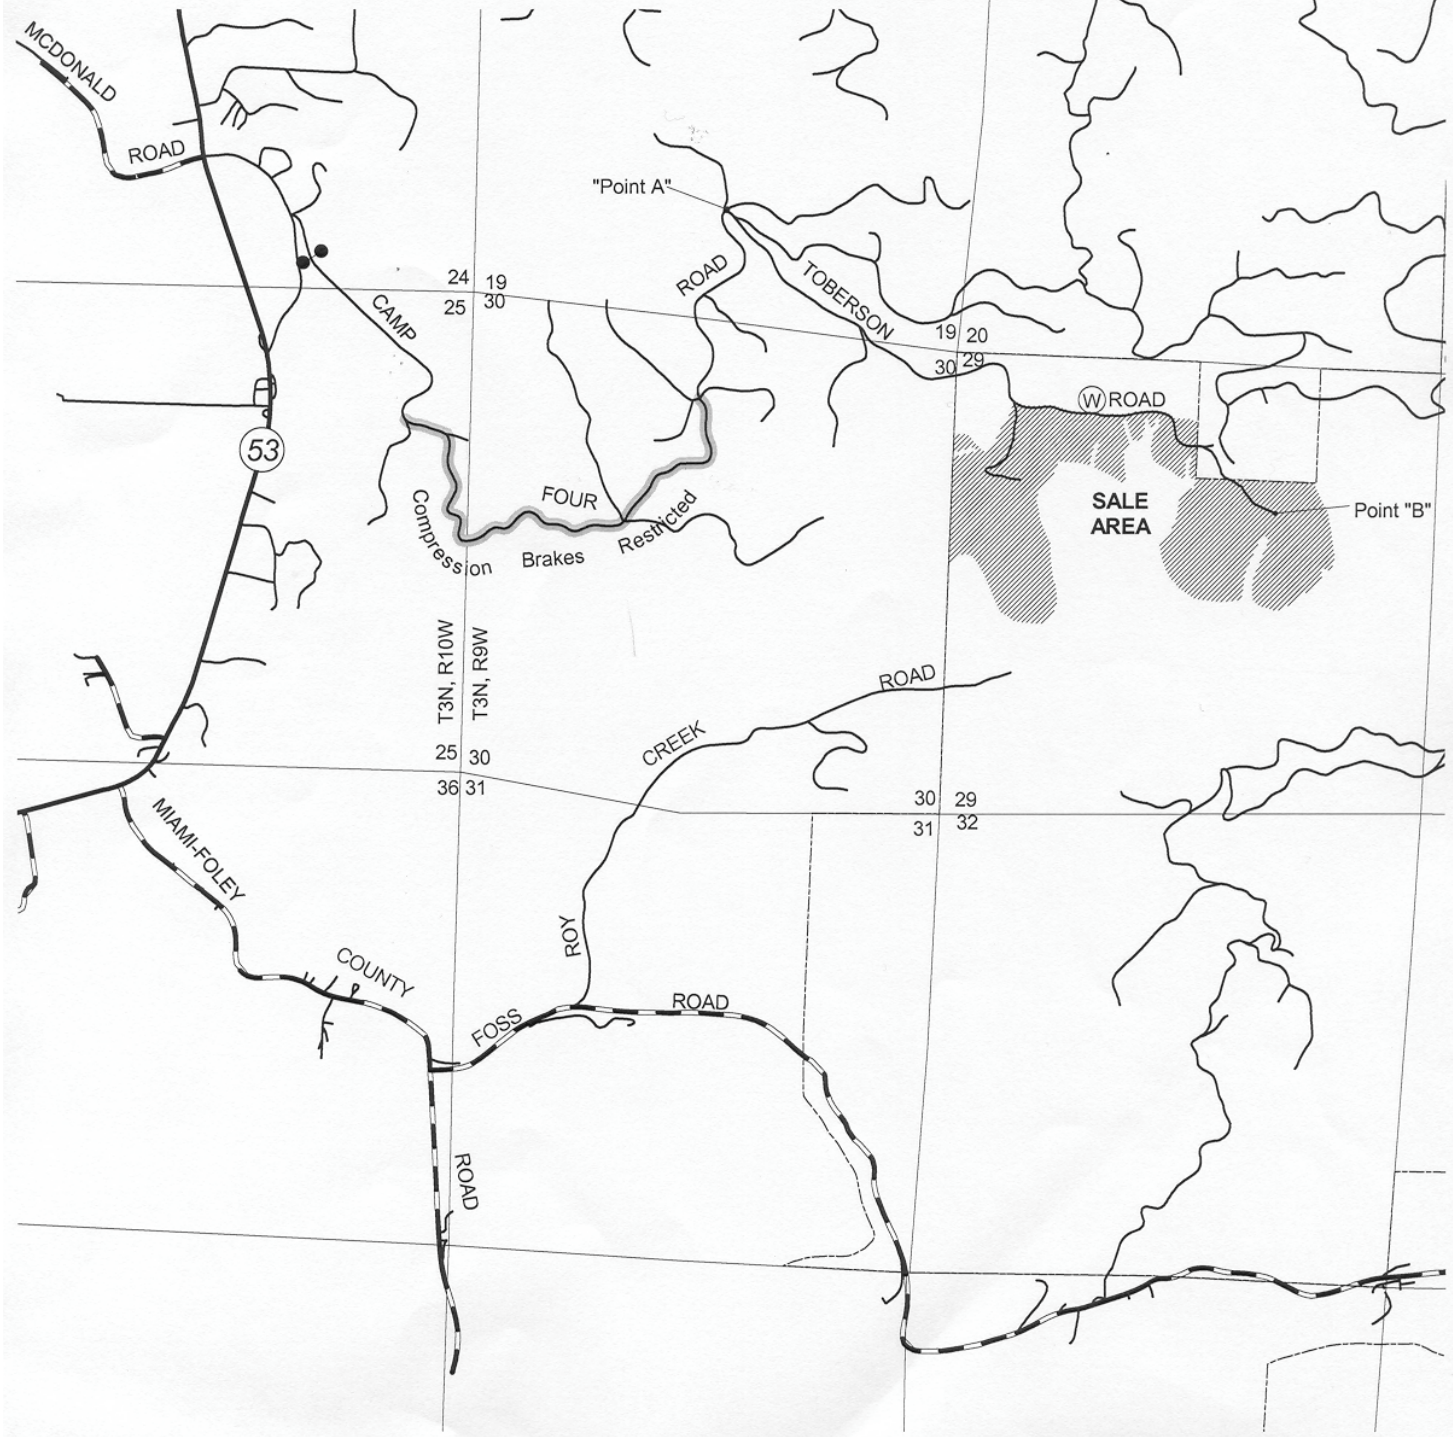 MCDONALD
ROAD
"Point A"
ROAD
TOBERSON
24 19
25 30
CAMP
19 20
30 29
W ROAD
53
FOUR
Compression Brakes Restricted
SALE
AREA
Point "B"
T3N, R10W
T3N, R9W
ROAD
CREEK
25 30
36 31
30 29
31 32
MIAMI-FOLEY
ROY
COUNTY
FOSS
ROAD
ROAD